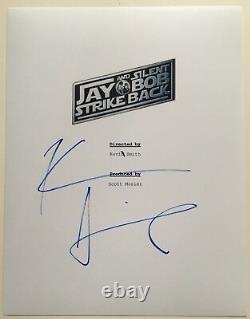 JAY AND SILENT BOB
STRIKE BACK
Directed by
Kevin Smith
Produced by
Scott Mosier